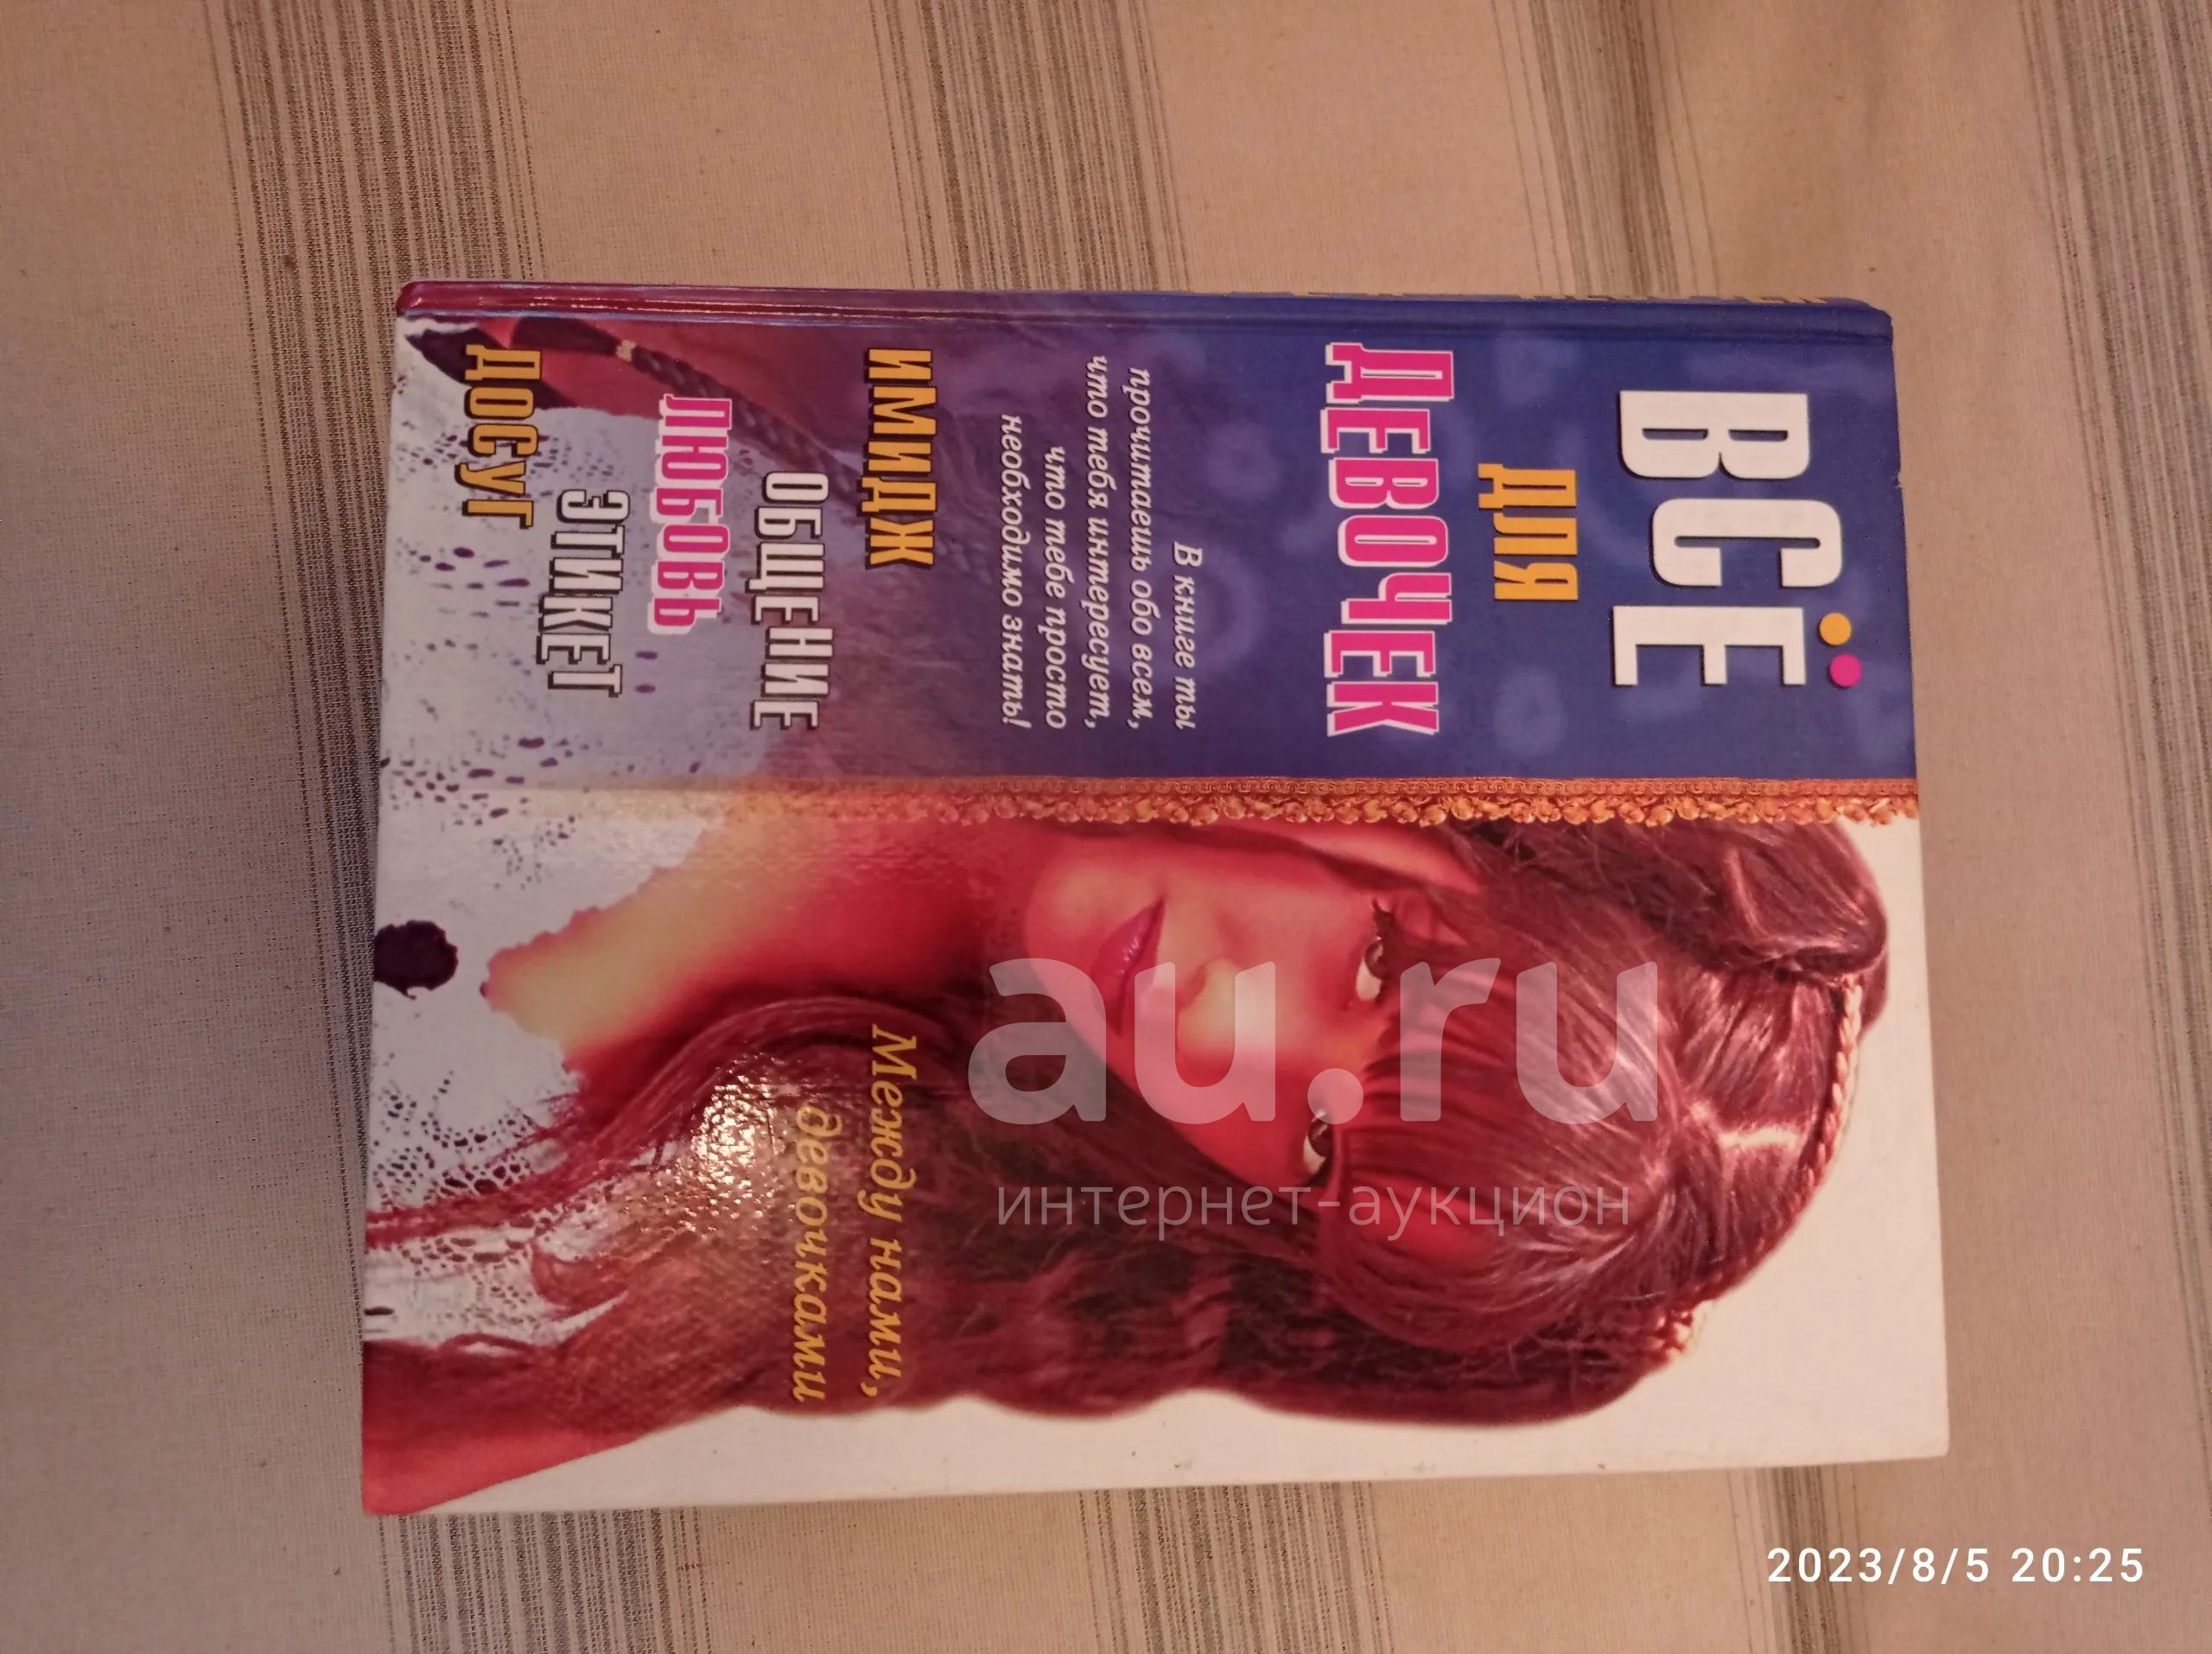 ВСЁ
ДЛЯ
ДЕВОЧЕК
В книге ты
прочитаешь обо всем,
что тебя интересует,
что тебе просто
необходимо знать!
ИМИДЖ
ОБЩЕНИЕ
ЛЮБОВЬ
ЭТИКЕТ
ДОСУГ
Между нами,
девочками
au.ru
интернет-аукцион
2023/8/5 20:25